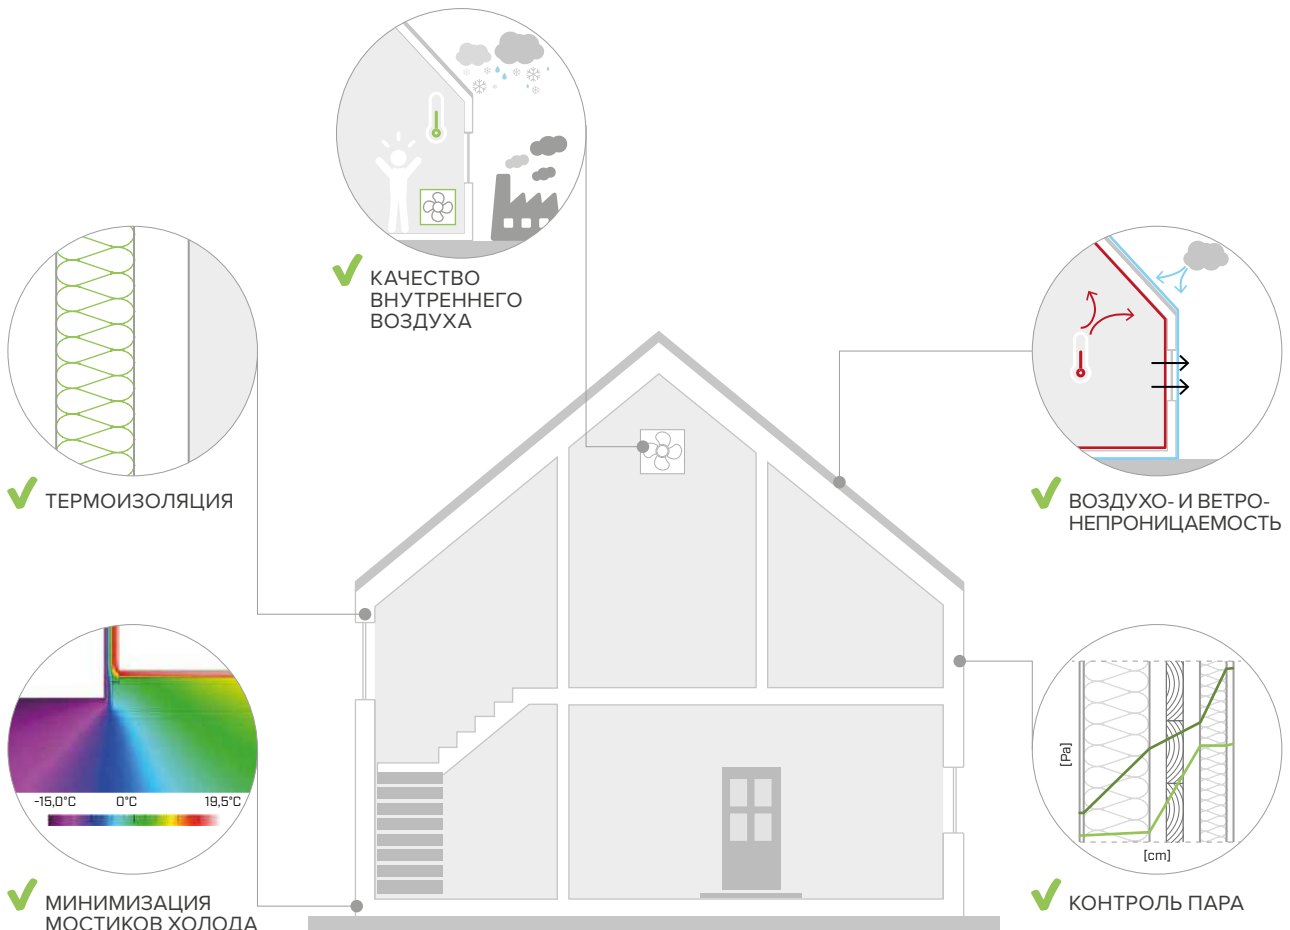 КАЧЕСТВО
ВНУТРЕННЕГО
ВОЗДУХА
ТЕРМОИЗОЛЯЦИЯ
ВОЗДУХО- И ВЕТРО-
НЕПРОНИЦАЕМОСТЬ
-15,0°C 0°C 19,5°C
МИНИМИЗАЦИЯ
МОСТИКОВ ХОЛОДА
[Pa]
[cm]
КОНТРОЛЬ ПАРА